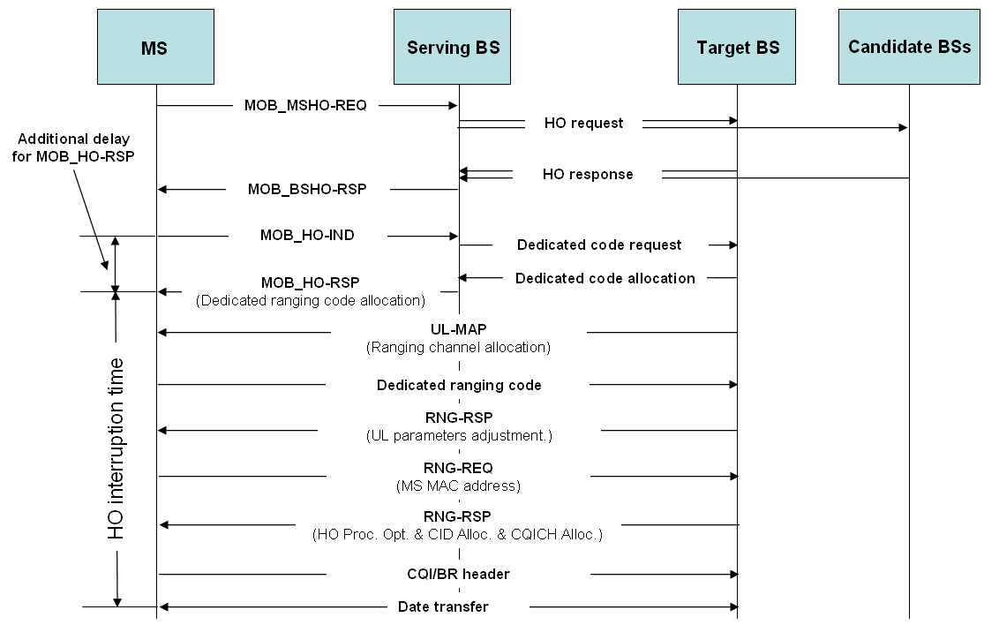 MS
Serving BS
Target BS
Candidate BSs
MOB_MSHO-REQ
HO request
Additional delay
for MOB_HO-RSP
HO response
MOB_BSHO-RSP
MOB_HO-IND
Dedicated code request
Dedicated code allocation
MOB_HO-RSP
(Dedicated ranging code allocation)
UL-MAP
(Ranging channel allocation)
HO interruption time
Dedicated ranging code
RNG-RSP
(UL parameters adjustment.)
RNG-REQ
(MS MAC address)
RNG-RSP
(HO Proc. Opt. & CID Alloc. & CQICH Alloc.)
CQI/BR header
Date transfer